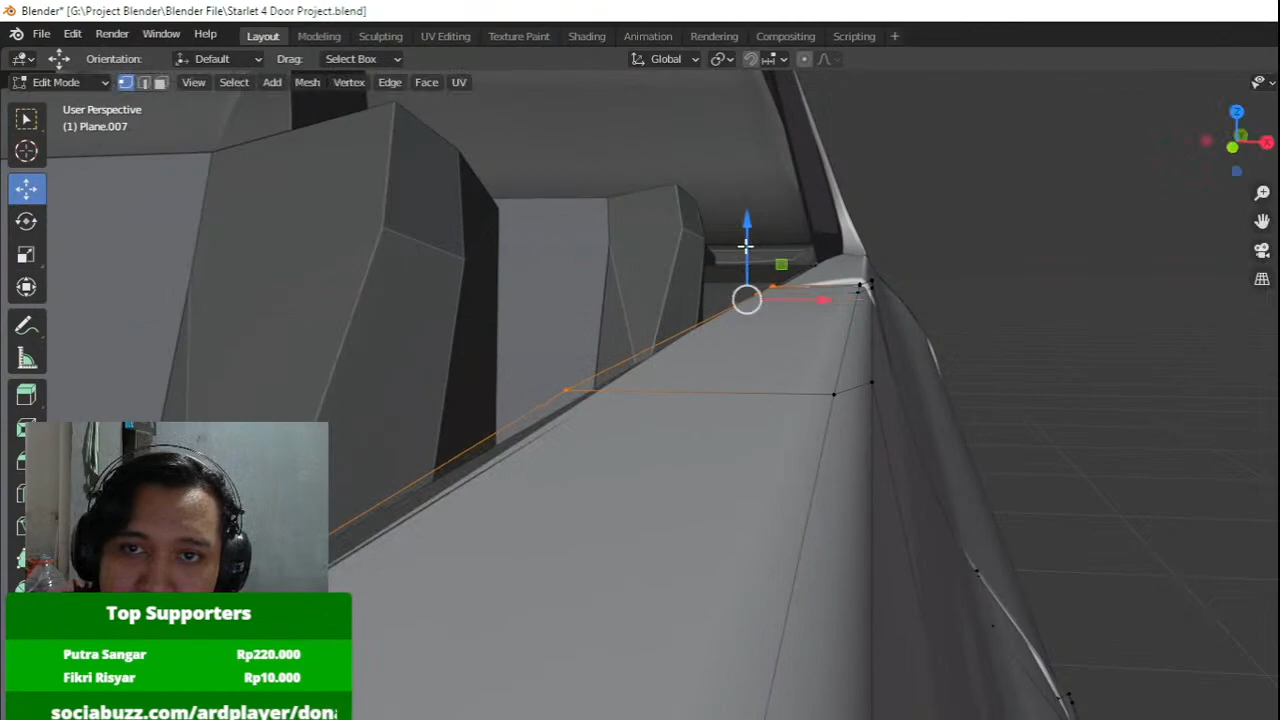 Blender* [G:\Project Blender\Blender File\Starlet 4 Door Project.blend]
File Edit Render Window Help Layout Modeling Sculpting UV Editing Texture Paint Shading Animation Rendering Compositing Scripting +
Orientation: Default Drag: Select Box Global
Edit Mode View Select Add Mesh Vertex Edge Face UV
User Perspective
(1) Plane.007
Z
X
Top Supporters
Putra Sangar Rp220.000
Fikri Risyar Rp10.000
sociabuzz.com/ardplayer/dona